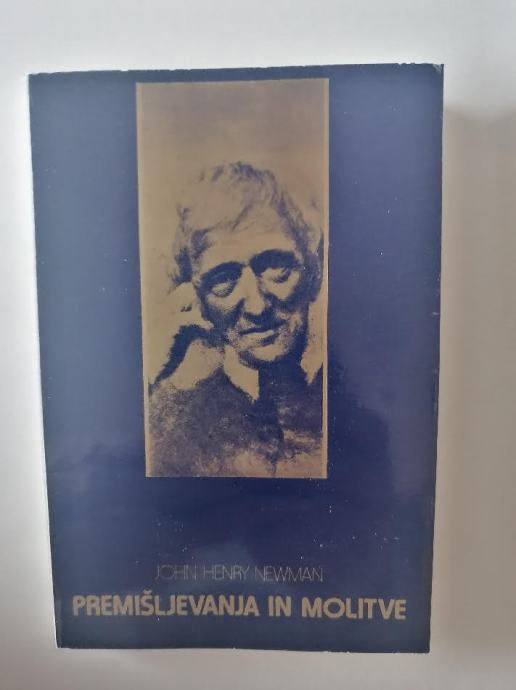 JOHN HENRY NEWMAN
PREMIŠLJEVANJA IN MOLITVE